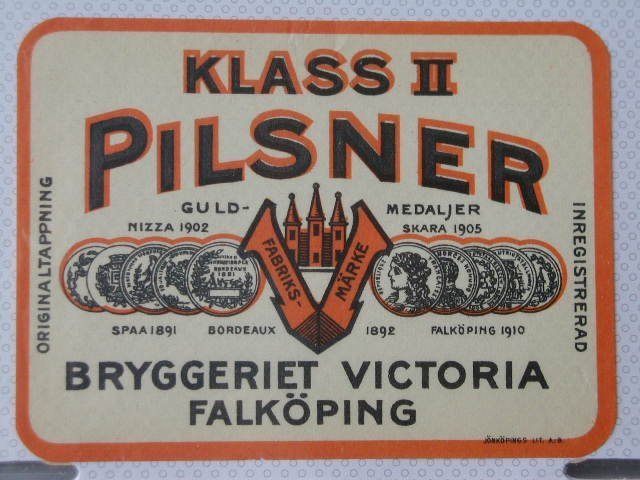 KLASS II
PILSNER
GULD- MEDALJER
NIZZA 1902 SKARA 1905
ORIGINALTAPPNING
FABRIKS- MÄRKE
INREGISTRERAD
SPAA 1891 BORDEAUX 1892 FALKÖPING 1910
BRYGGERIET VICTORIA
FALKÖPING
JÖNKÖPINGS LIT. A.B.